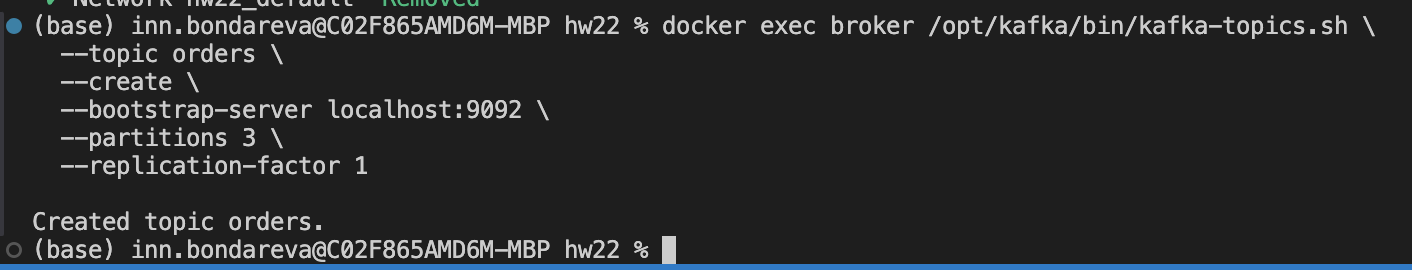 ✓ Network hw22_default Removed
(base) inn.bondareva@C02F865AMD6M-MBP hw22 % docker exec broker /opt/kafka/bin/kafka-topics.sh \
--topic orders \
--create \
--bootstrap-server localhost:9092 \
--partitions 3 \
--replication-factor 1
Created topic orders.
(base) inn.bondareva@C02F865AMD6M-MBP hw22 %